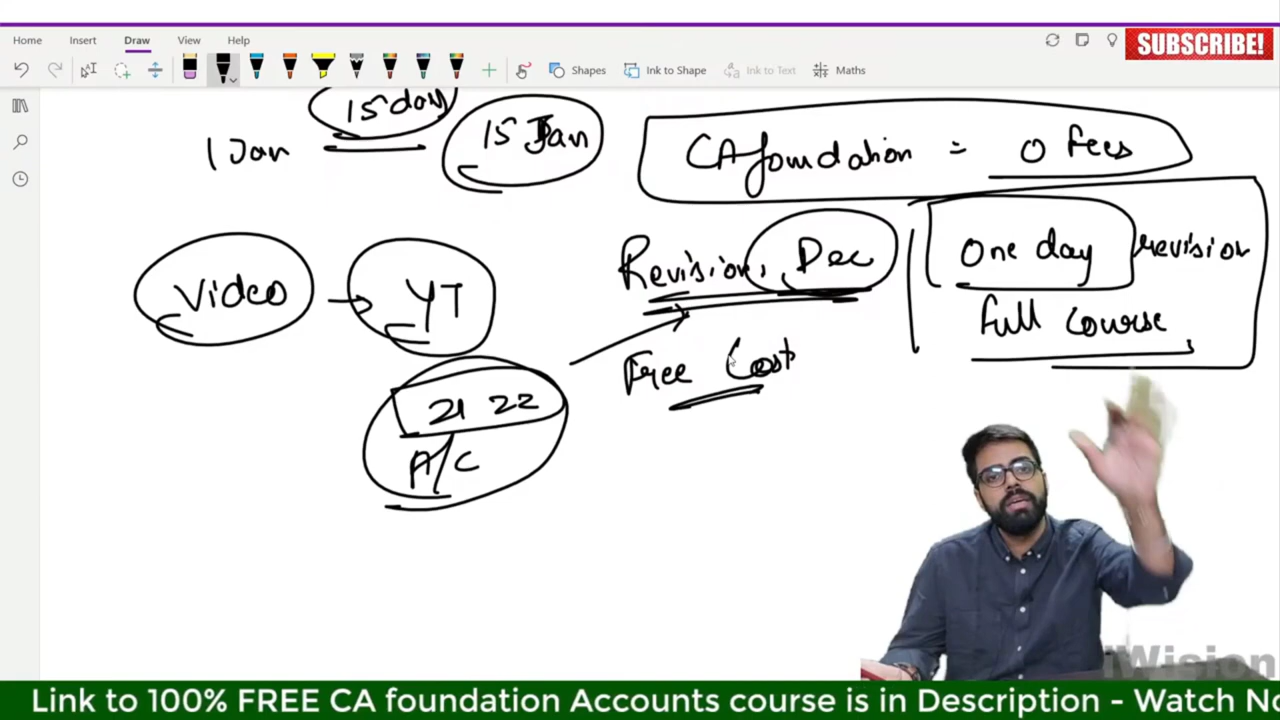 Home Insert Draw View Help
SUBSCRIBE!
Shapes Ink to Shape Ink to Text Maths
15 day
1 Jan
15 Jan
CA foundation = 0 Fees
Video → YT
Revision, Dec
One day revision
Full Course
Free Cost
21 22
A/C
iWision
Link to 100% FREE CA foundation Accounts course is in Description - Watch No